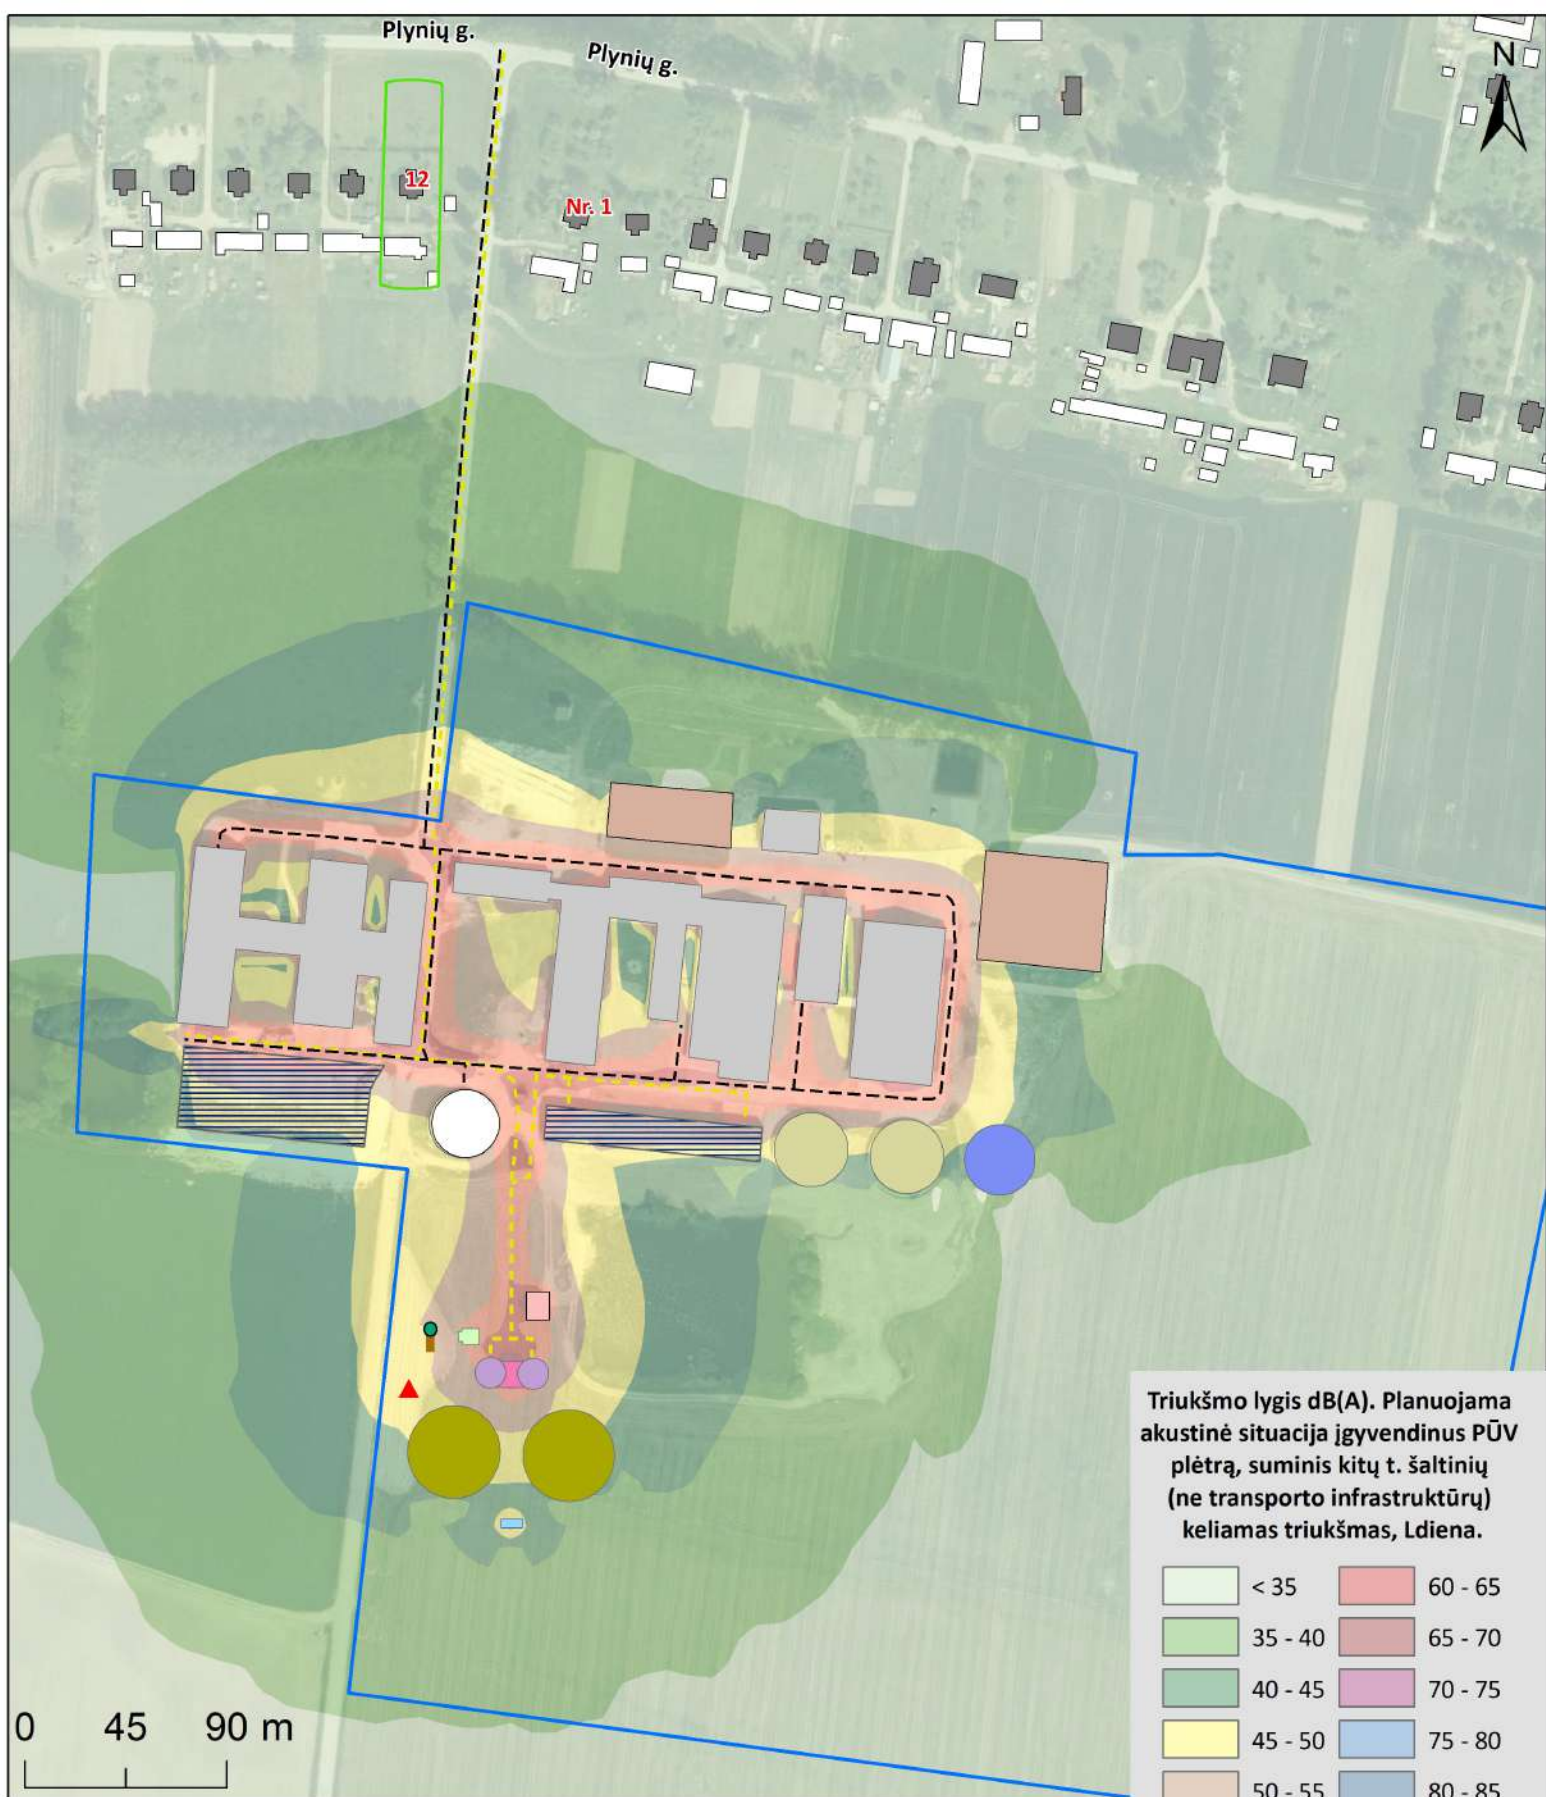 Plynių g.
Plynių g.
N
12
Nr. 1
Triukšmo lygis dB(A). Planuojama
akustinė situacija įgyvendinus PŪV
plėtrą, suminis kitų t. šaltinių
(ne transporto infrastruktūrų)
keliamas triukšmas, Ldiena.
< 35 60 - 65
35 - 40 65 - 70
40 - 45 70 - 75
45 - 50 75 - 80
50 - 55 80 - 85
0 45 90 m